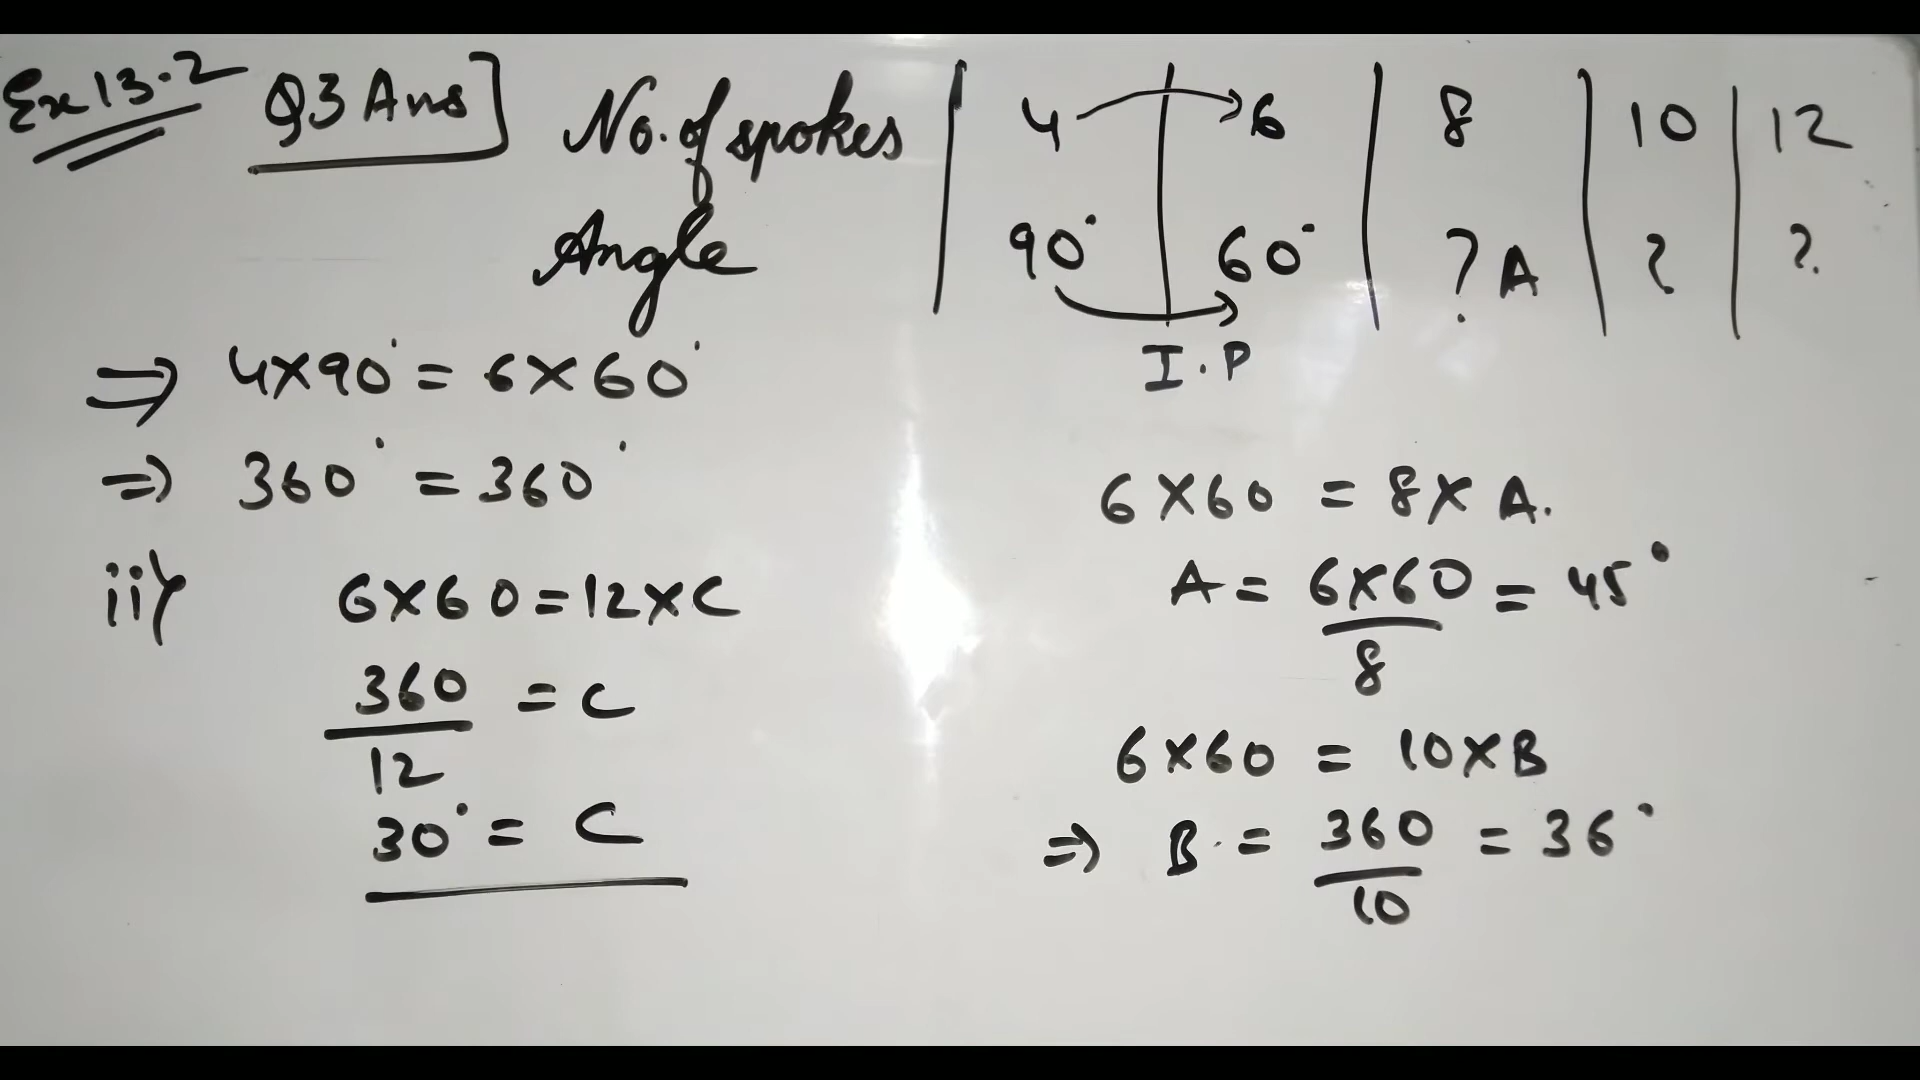 Ex 13.2 Q3 Ans] No. of spokes | 4 | 6 | 8 | 10 | 12
Angle | 90° | 60° | ? A | ? | ?
I.P
⇒ 4×90° = 6×60°
⇒ 360° = 360°
6×60 = 8×A.
A = 6×60/8 = 45°
6×60 = 10×B
⇒ B = 360/10 = 36°
ii) 6×60=12×C
360/12 = C
30° = C